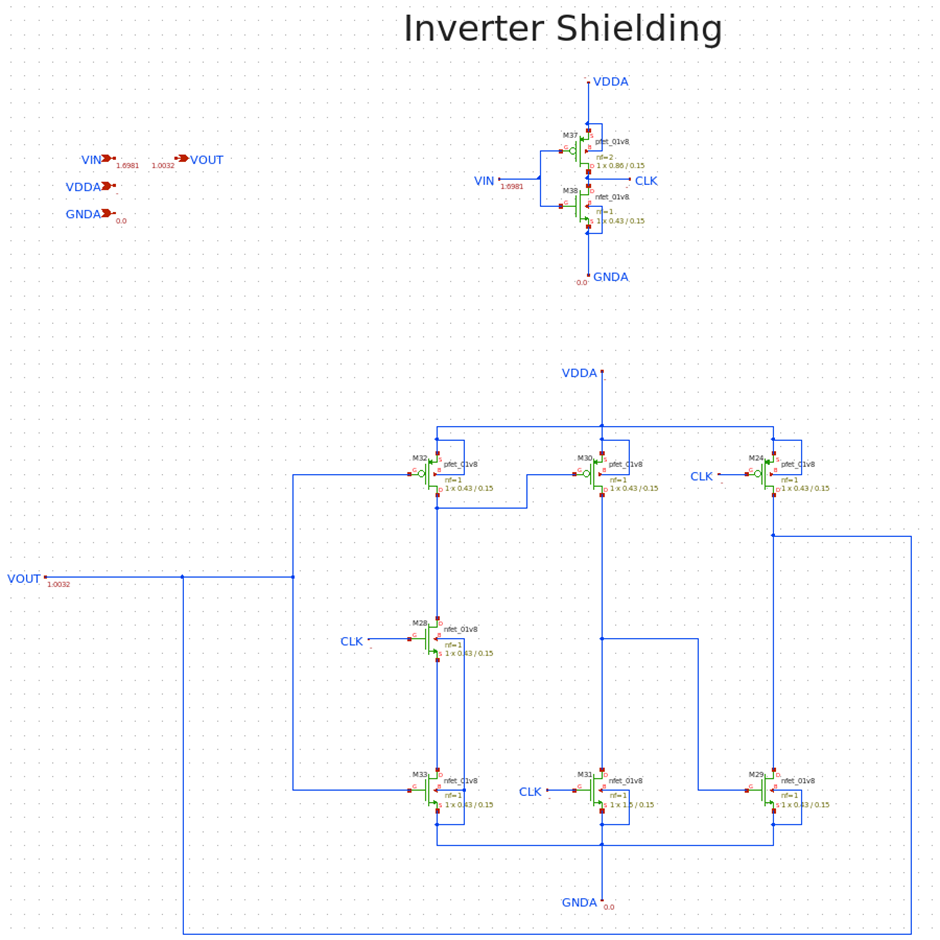 Inverter Shielding
VDDA
M37
S
pfet_01v8
G
B
nf=2
1 x 0.86 / 0.15
D
VIN 1.6981 1.0032 VOUT
VDDA
GNDA 0.0
VIN 1.6981
CLK
M38
D
nfet_01v8
G
B
nf=1
1 x 0.43 / 0.15
S
GNDA
0.0
VDDA
M32
S
pfet_01v8
G
B
nf=1
1 x 0.43 / 0.15
D
M30
S
pfet_01v8
G
B
nf=1
1 x 0.43 / 0.15
D
CLK
M24
S
pfet_01v8
G
B
nf=1
1 x 0.43 / 0.15
D
VOUT
1.0032
CLK
M28
D
nfet_01v8
G
B
nf=1
1 x 0.43 / 0.15
S
M33
D
nfet_01v8
G
B
nf=1
1 x 0.43 / 0.15
S
CLK
M31
D
nfet_01v8
G
B
nf=1
1 x 1.5 / 0.15
S
M29
D
nfet_01v8
G
B
nf=1
1 x 0.43 / 0.15
S
GNDA
0.0